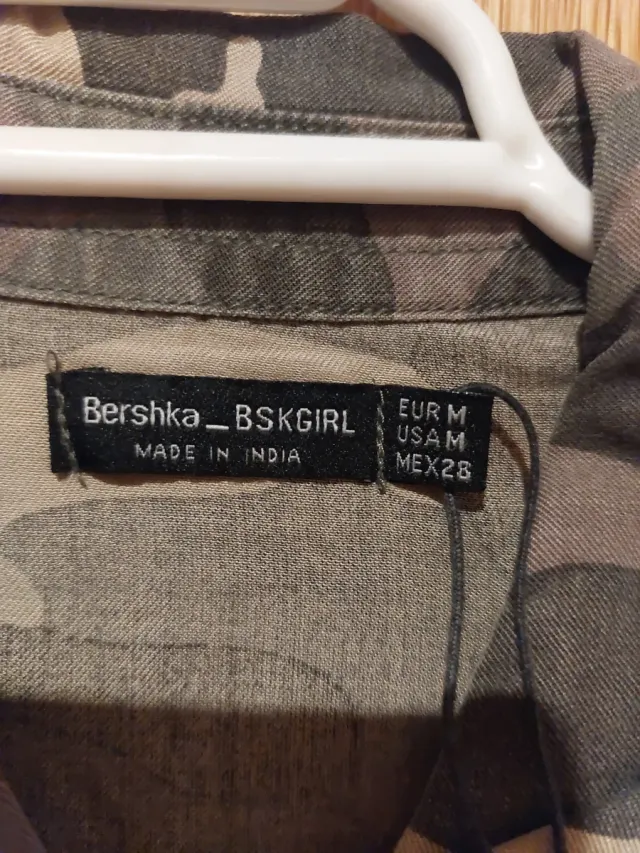 Bershka_BSKGIRL
MADE IN INDIA
EUR M
USA M
MEX 28